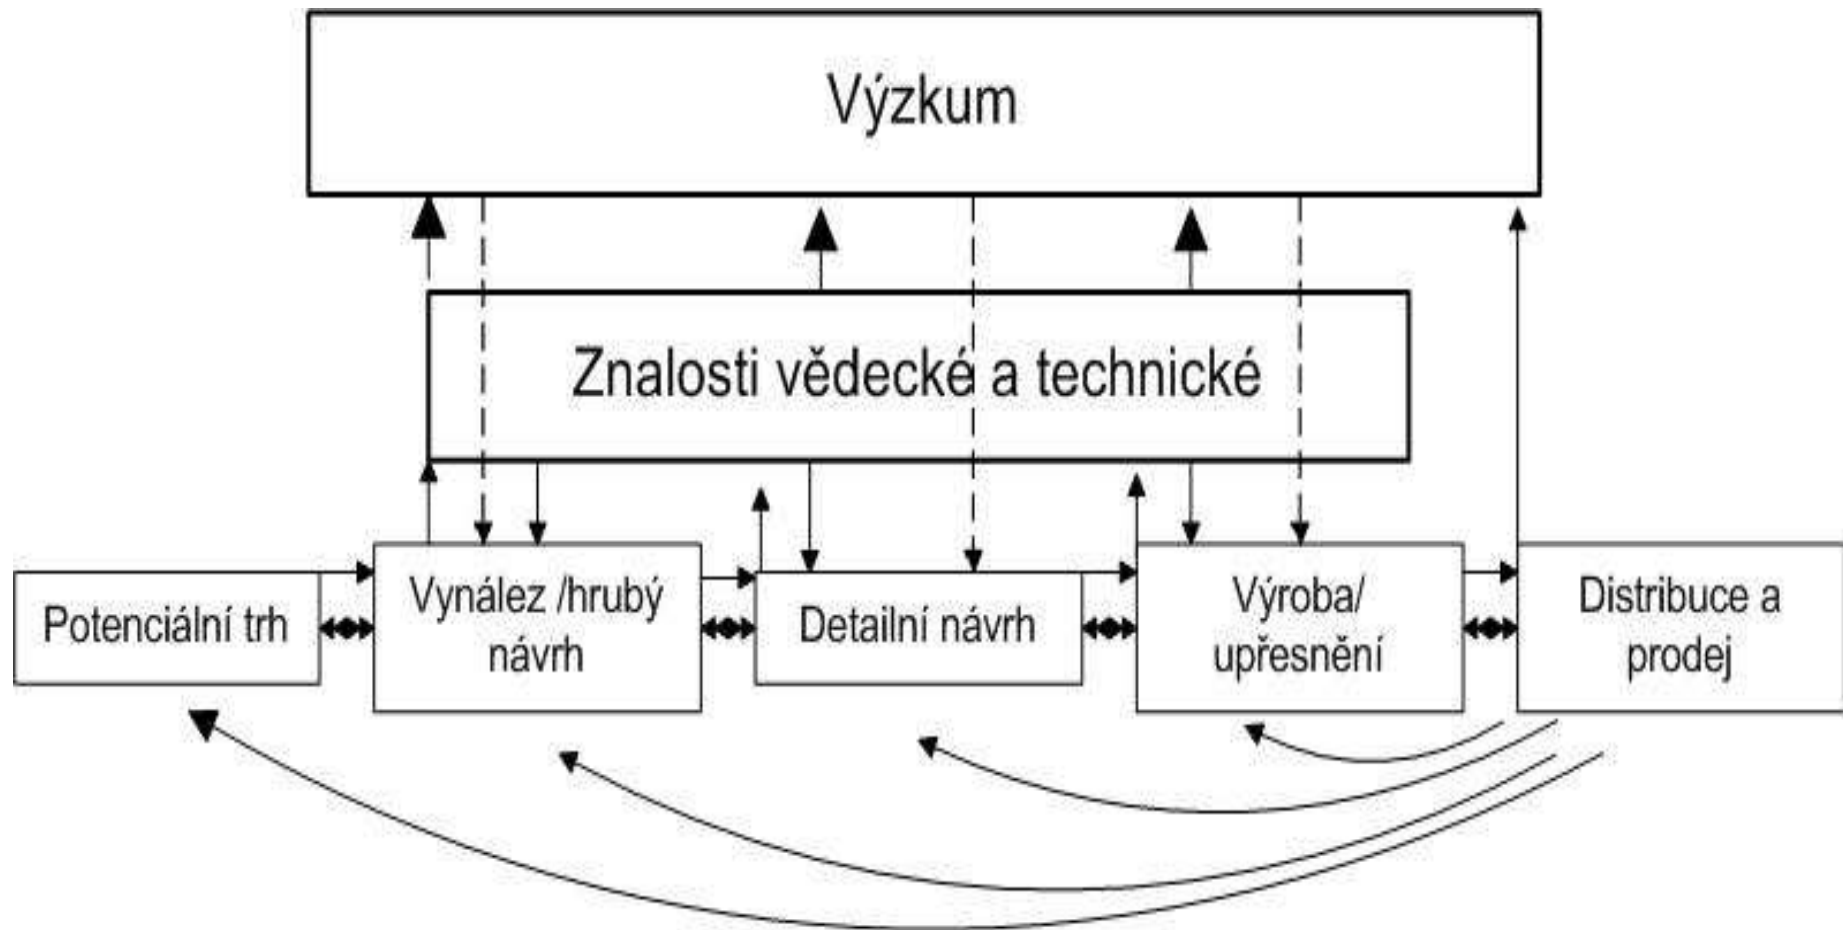 Výzkum
Znalosti vědecké a technické
Potenciální trh
Vynález /hrubý
návrh
Detailní návrh
Výroba/
upřesnění
Distribuce a
prodej